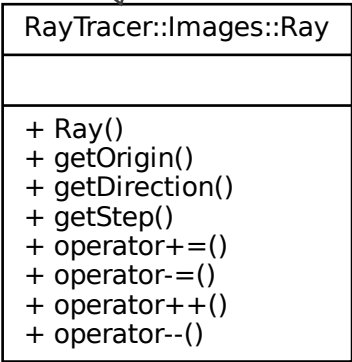 RayTracer::Images::Ray
+ Ray()
+ getOrigin()
+ getDirection()
+ getStep()
+ operator+=()
+ operator-=()
+ operator++()
+ operator--()